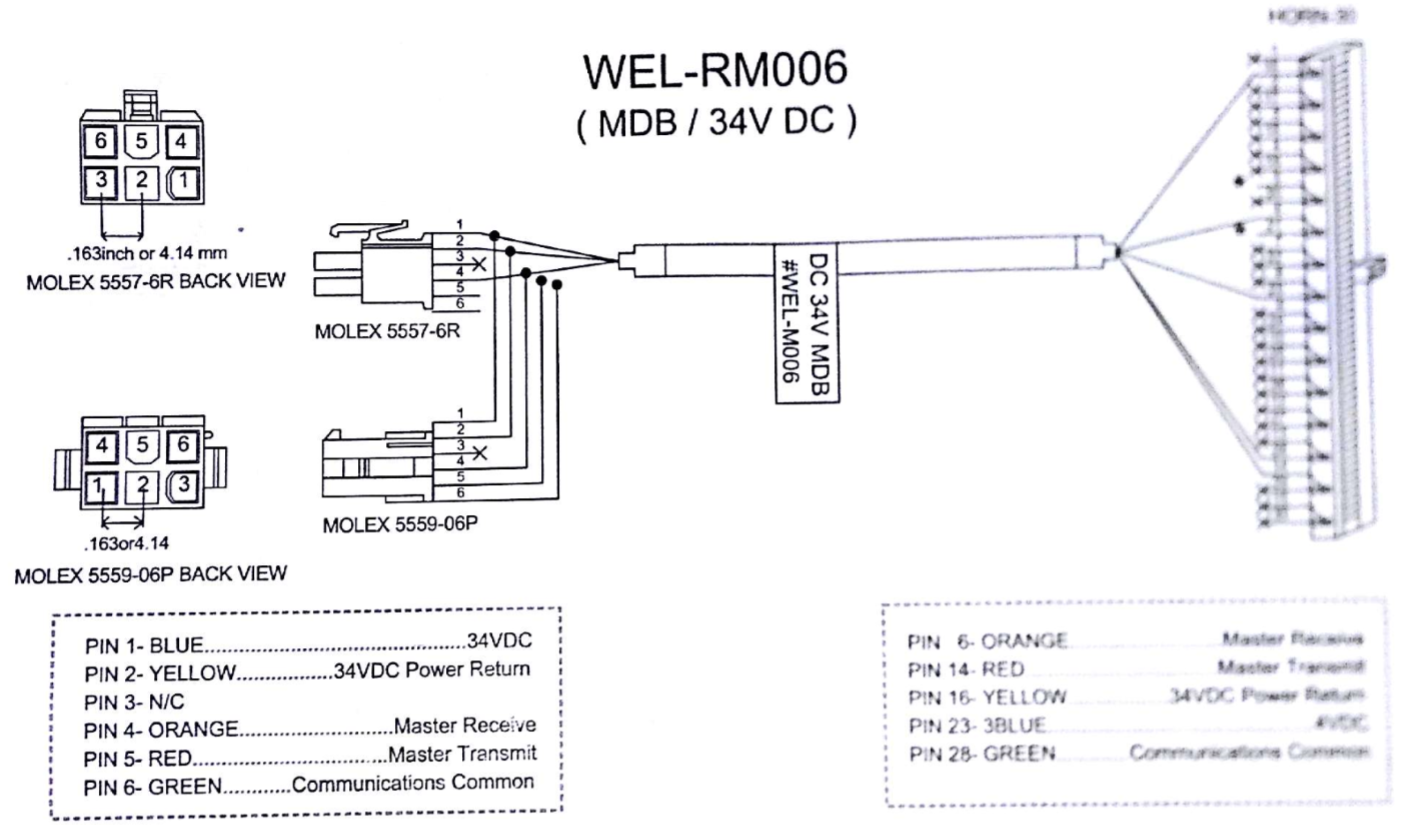 HORN-30
WEL-RM006
( MDB / 34V DC )
6 5 4
3 2 1
.163inch or 4.14 mm
MOLEX 5557-6R BACK VIEW
1
2
3
4
5
6
MOLEX 5557-6R
DC 34V MDB
#WEL-M006
4 5 6
1 2 3
.163or4.14
MOLEX 5559-06P BACK VIEW
1
2
3
4
5
6
MOLEX 5559-06P
PIN 1- BLUE..........................................34VDC
PIN 2- YELLOW.................34VDC Power Return
PIN 3- N/C
PIN 4- ORANGE...........................Master Receive
PIN 5- RED..................................Master Transmit
PIN 6- GREEN............Communications Common
PIN 6- ORANGE......................Master Receive
PIN 14- RED..............................Master Transmit
PIN 16- YELLOW..................34VDC Power Return
PIN 23- 3BLUE...............................................4VDC
PIN 28- GREEN.............Communications Common